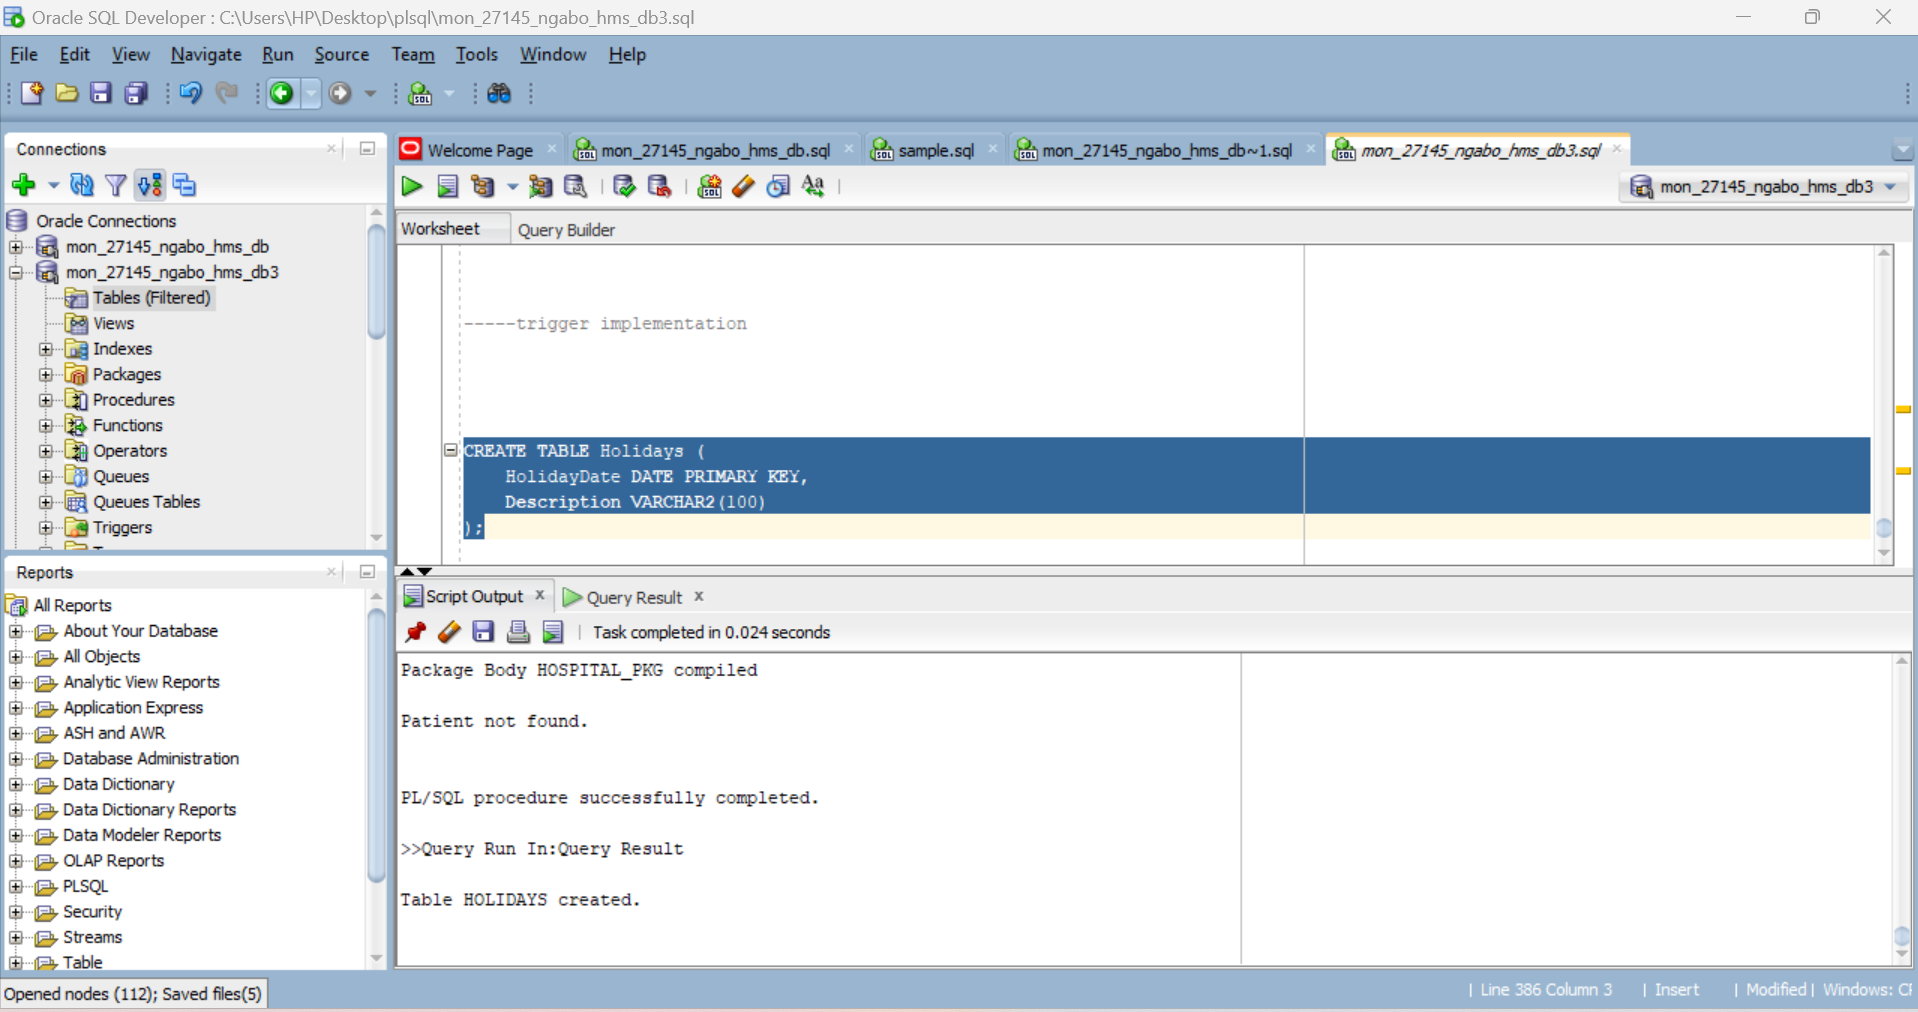 Oracle SQL Developer : C:\Users\HP\Desktop\plsql\mon_27145_ngabo_hms_db3.sql
File Edit View Navigate Run Source Team Tools Window Help
Connections
Oracle Connections
mon_27145_ngabo_hms_db
mon_27145_ngabo_hms_db3
Tables (Filtered)
Views
Indexes
Packages
Procedures
Functions
Operators
Queues
Queues Tables
Triggers
Reports
All Reports
About Your Database
All Objects
Analytic View Reports
Application Express
ASH and AWR
Database Administration
Data Dictionary
Data Dictionary Reports
Data Modeler Reports
OLAP Reports
PLSQL
Security
Streams
Table
Welcome Page mon_27145_ngabo_hms_db.sql sample.sql mon_27145_ngabo_hms_db~1.sql mon_27145_ngabo_hms_db3.sql
mon_27145_ngabo_hms_db3
Worksheet Query Builder
-----trigger implementation
CREATE TABLE Holidays (
HolidayDate DATE PRIMARY KEY,
Description VARCHAR2(100)
);
Script Output Query Result
Task completed in 0.024 seconds
Package Body HOSPITAL_PKG compiled
Patient not found.
PL/SQL procedure successfully completed.
>>Query Run In:Query Result
Table HOLIDAYS created.
Opened nodes (112); Saved files(5)
Line 386 Column 3 | Insert | Modified | Windows: